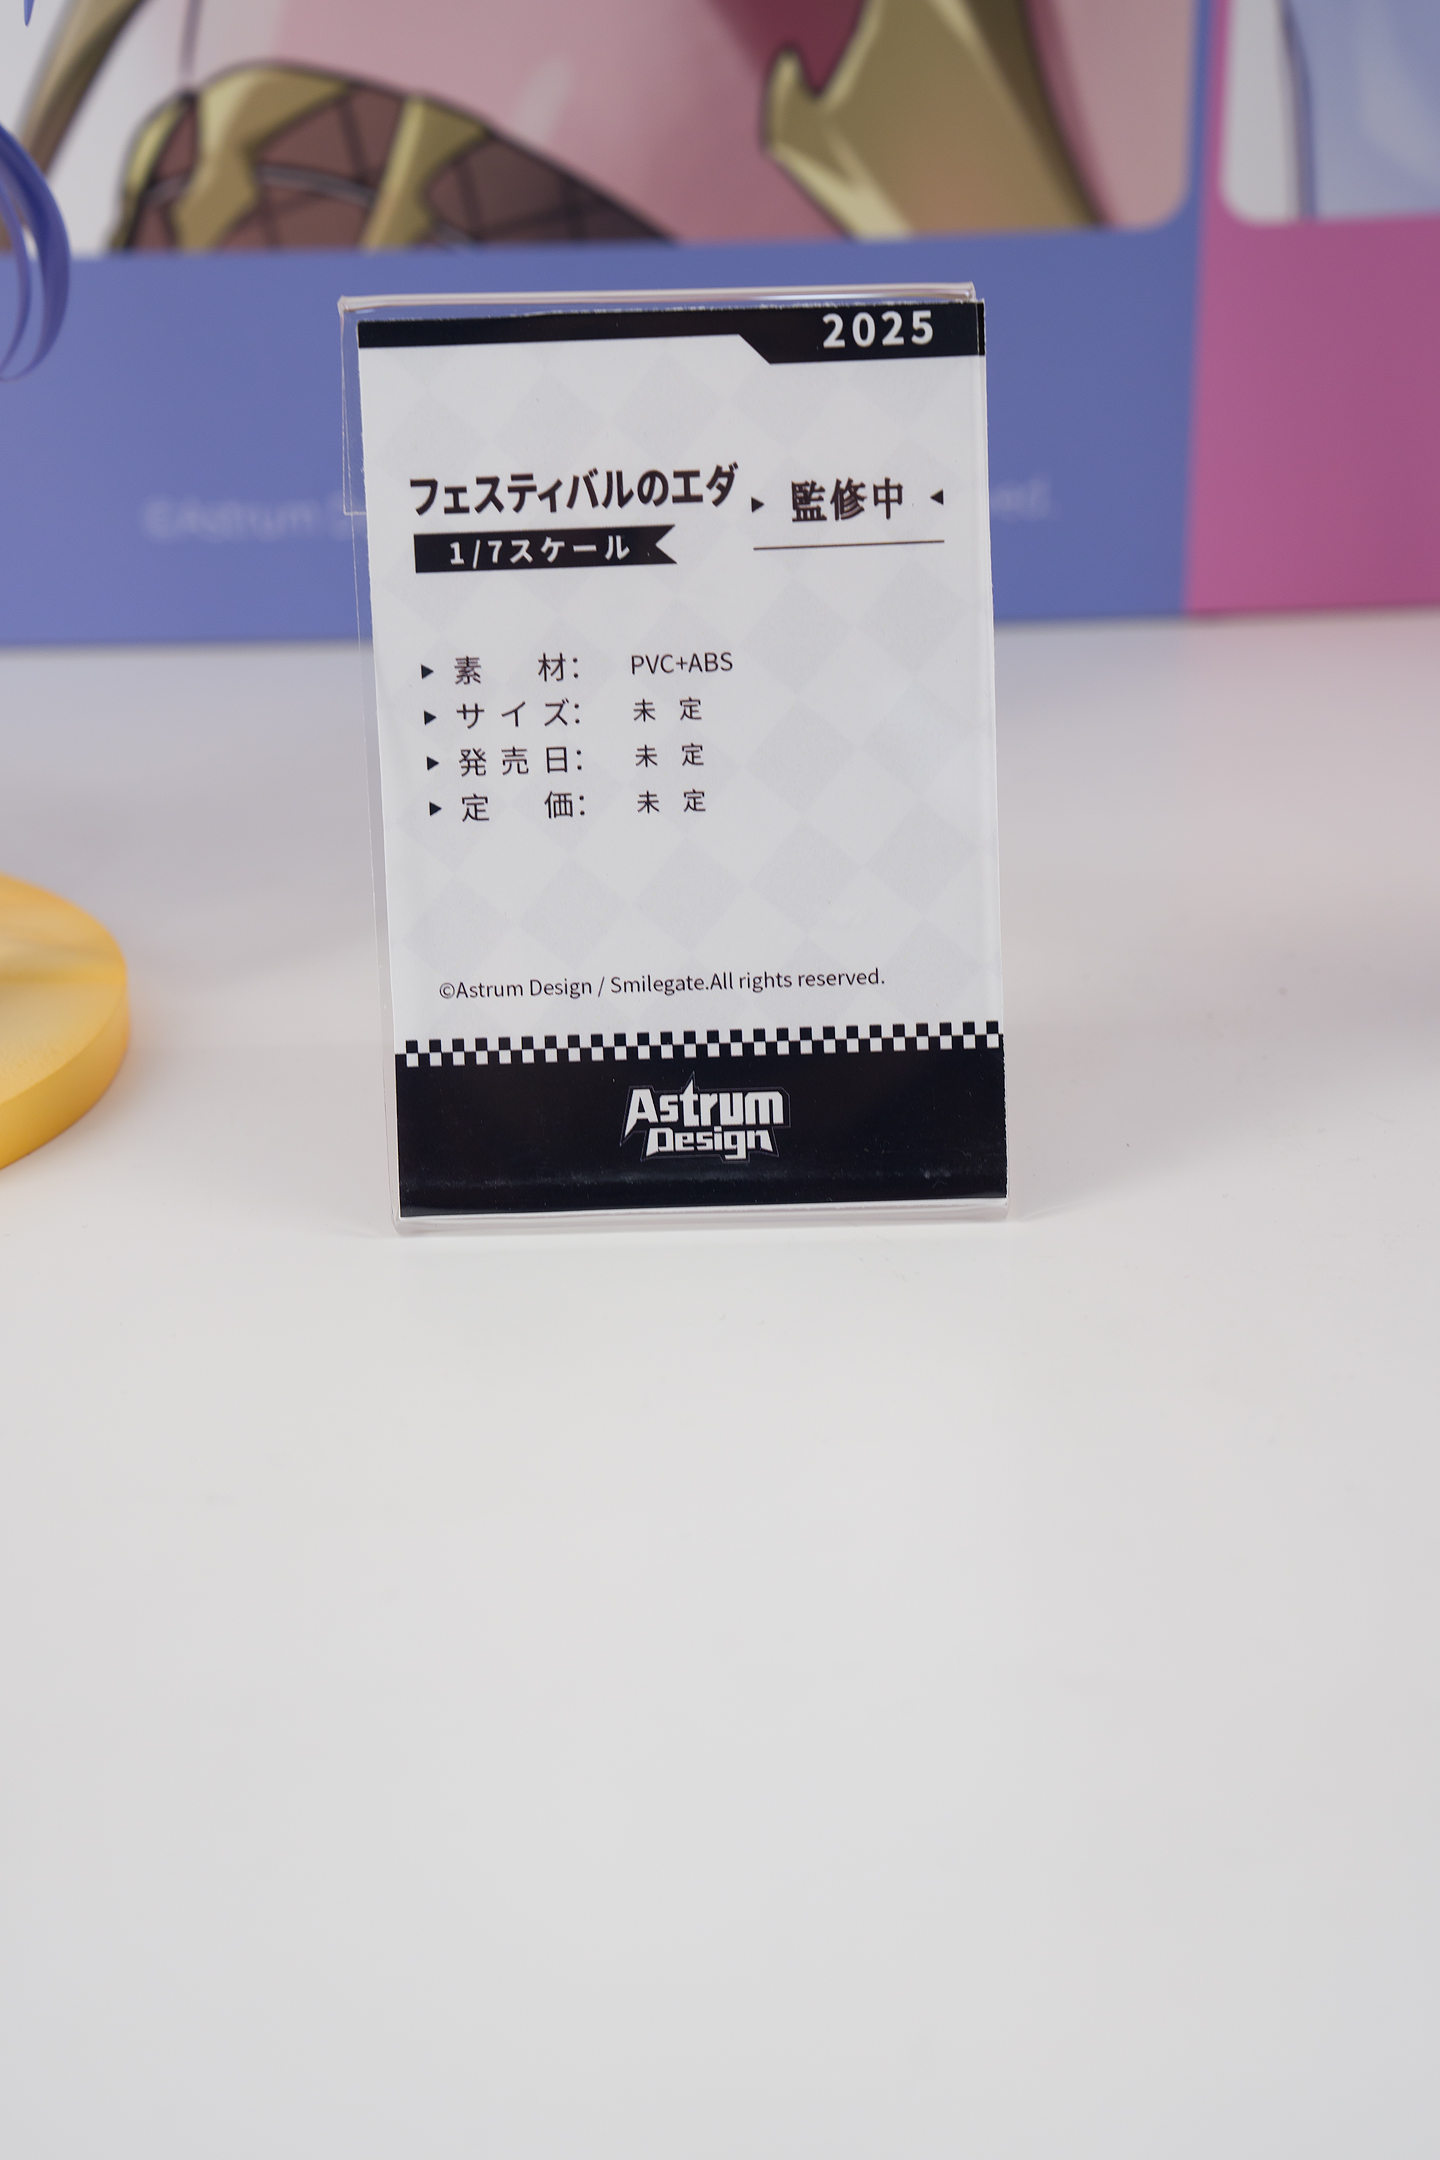 2025
フェスティバルのエダ
▶ 監修中 ◀
1/7スケール
▶ 素材: PVC+ABS
▶ サイズ: 未定
▶ 発売日: 未定
▶ 定価: 未定
©Astrum Design / Smilegate.All rights reserved.
Astrum
Design